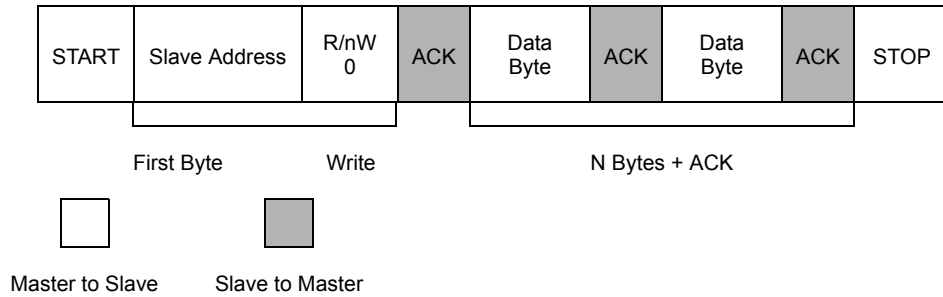 START
Slave Address
R/nW
0
ACK
Data
Byte
ACK
Data
Byte
ACK
STOP
First Byte
Write
N Bytes + ACK
Master to Slave
Slave to Master